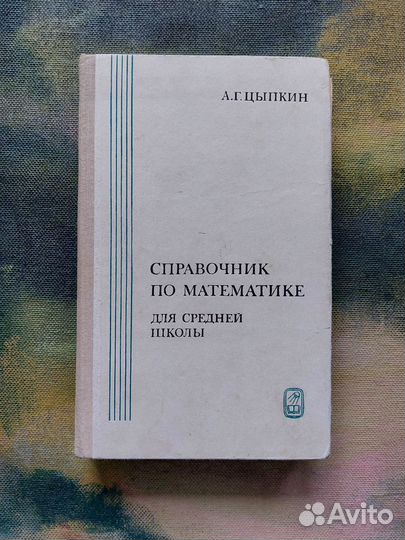 А.Г. ЦЫПКИН
СПРАВОЧНИК
ПО МАТЕМАТИКЕ
ДЛЯ СРЕДНЕЙ
ШКОЛЫ
Avito